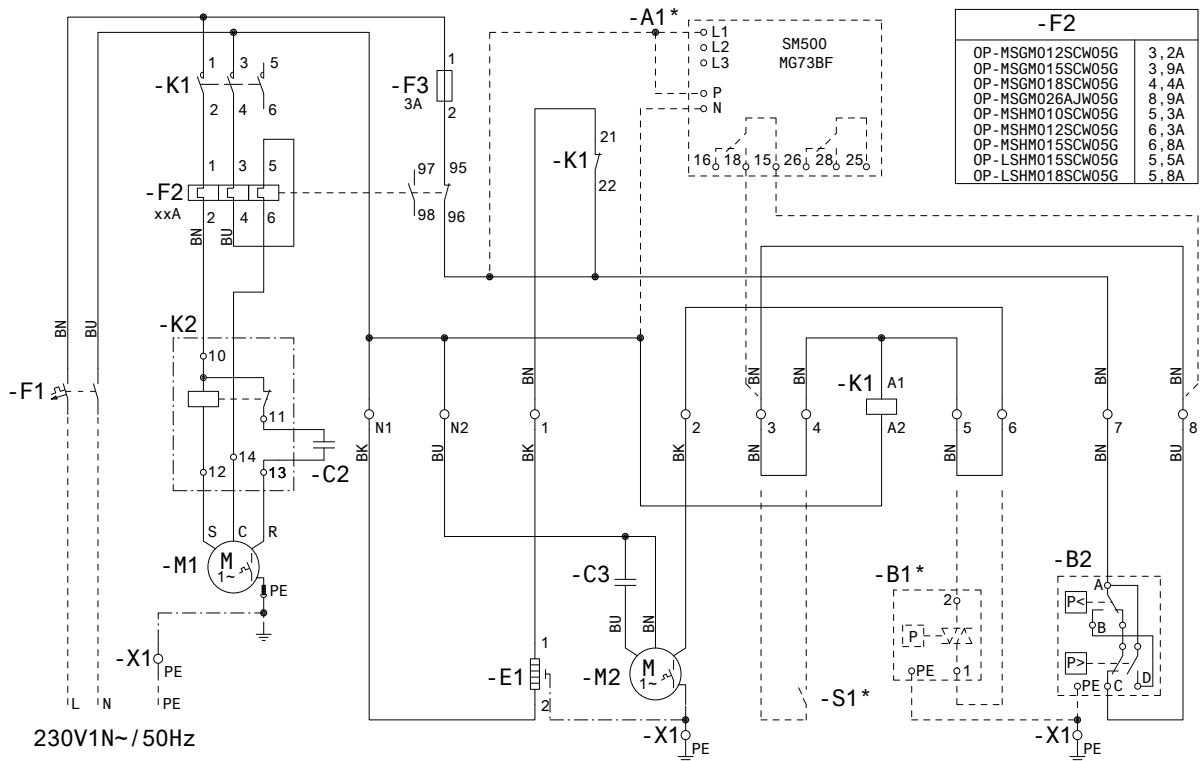 -A1*
L1
L2
L3
P
N
SM500
MG73BF
16
18
15
26
28
25
-F2
OP-MSGM012SCW05G 3,2A
OP-MSGM015SCW05G 3,9A
OP-MSGM018SCW05G 4,4A
OP-MSGM026AJW05G 8,9A
OP-MSHM010SCW05G 5,3A
OP-MSHM012SCW05G 6,3A
OP-MSHM015SCW05G 6,8A
OP-LSHM015SCW05G 5,5A
OP-LSHM018SCW05G 5,8A
-K1
1
3
5
2
4
6
-F3
3A
1
2
-K1
21
22
-F2
xxA
1
3
5
2
4
6
97
95
98
96
BN
BU
-K2
10
11
12
14
13
-C2
BN
BU
-F1
N1
BK
N2
BU
BN
1
BK
2
BK
BN
3
BN
4
-K1
A1
A2
5
BN
6
BN
7
BN
BN
8
BU
S
C
R
-M1
M
1~
PE
-X1
PE
L
N
PE
230V1N~/50Hz
-E1
1
2
-C3
BU
BN
-M2
M
1~
-X1
PE
-S1*
-B1*
2
P
PE
1
-B2
A
P<
B
P>
PE
C
D
-X1
PE